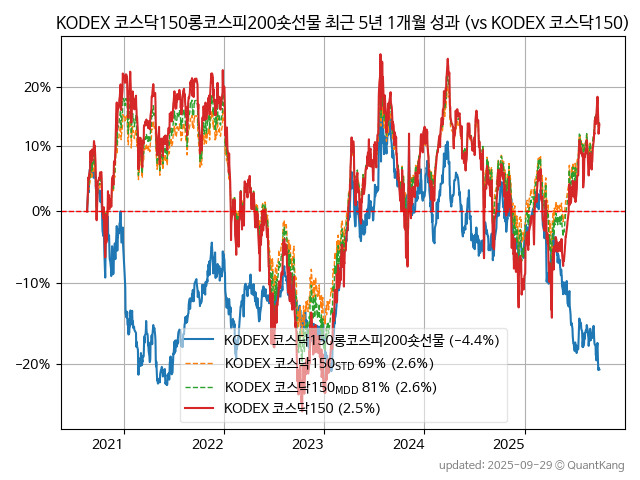 KODEX 코스닥150롱코스피200숏선물 최근 5년 1개월 성과 (vs KODEX 코스닥150)
20%
10%
0%
−10%
−20%
KODEX 코스닥150롱코스피200숏선물 (−4.4%)
KODEX 코스닥150STD 69% (2.6%)
KODEX 코스닥150MDD 81% (2.6%)
KODEX 코스닥150 (2.5%)
2021 2022 2023 2024 2025
updated: 2025-09-29 © QuantKang